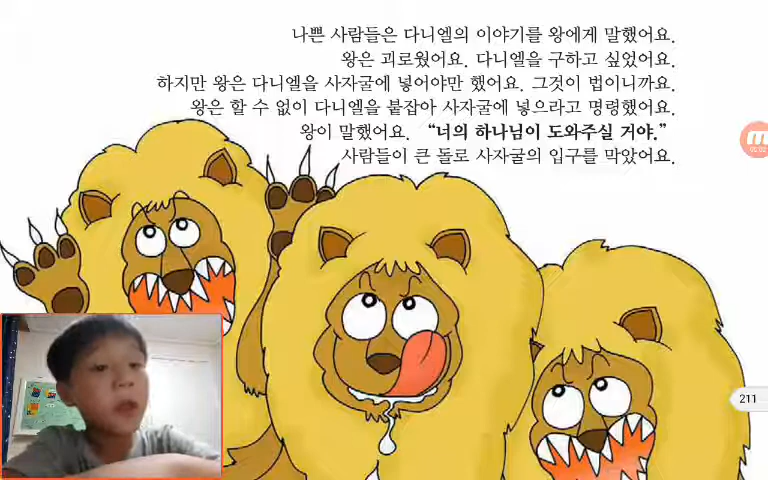 나쁜 사람들은 다니엘의 이야기를 왕에게 말했어요.
왕은 괴로웠어요. 다니엘을 구하고 싶었어요.
하지만 왕은 다니엘을 사자굴에 넣어야만 했어요. 그것이 법이니까요.
왕은 할 수 없이 다니엘을 붙잡아 사자굴에 넣으라고 명령했어요.
왕이 말했어요. “너의 하나님이 도와주실 거야.”
사람들이 큰 돌로 사자굴의 입구를 막았어요.
211